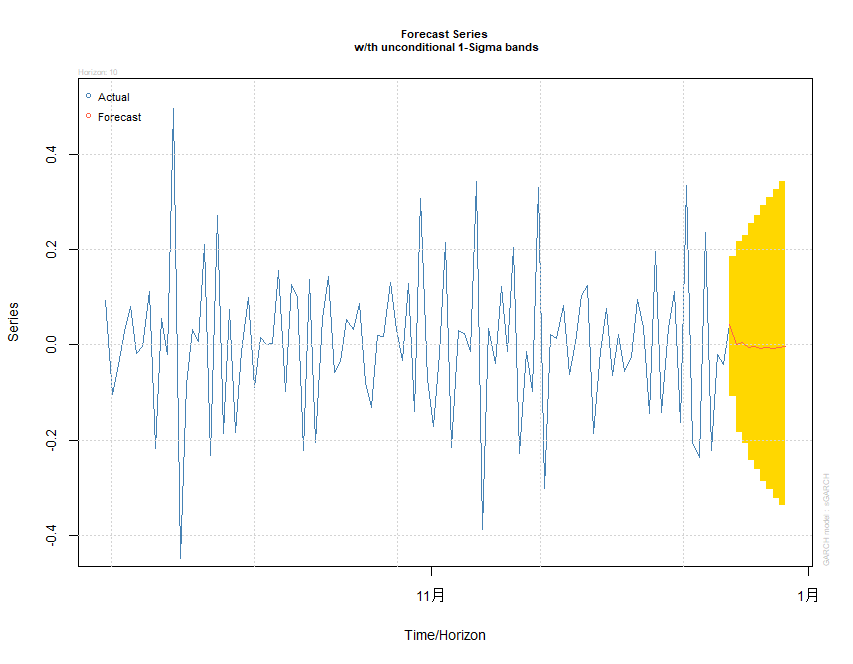 Forecast Series
w/th unconditional 1-Sigma bands
Horizon: 10
Actual
Forecast
0.4
0.2
0.0
-0.2
-0.4
Series
GARCH model : sGARCH
11月
1月
Time/Horizon